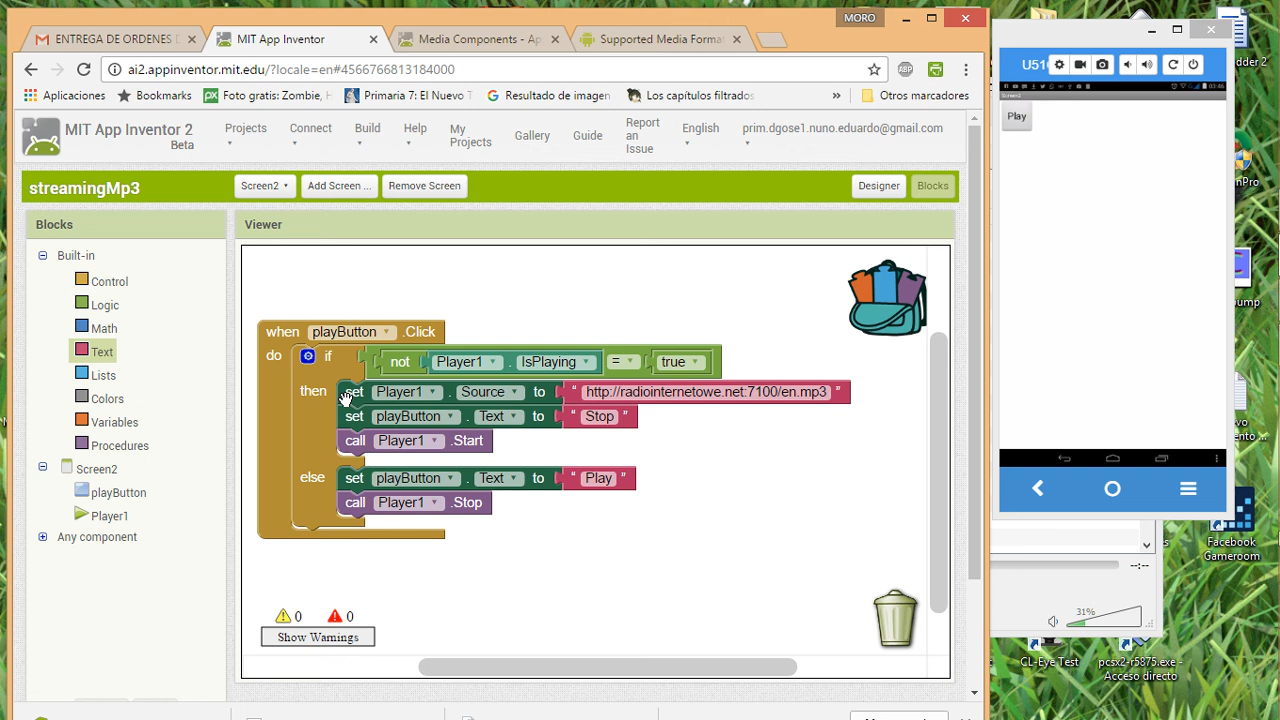 MORO
ENTREGA DE ORDENES
MIT App Inventor
Media Components - Ap
Supported Media Format
ai2.appinventor.mit.edu/?locale=en#4566766813184000
Aplicaciones
Bookmarks
Foto gratis: Zombie,
Primaria 7: El Nuevo
Resultado de imagen
Los capítulos filtrados
»
Otros marcadores
MIT App Inventor 2
Beta
Projects
Connect
Build
Help
My
Projects
Gallery
Guide
Report
an
Issue
English
prim.dgose1.nuno.eduardo@gmail.com
streamingMp3
Screen2
Add Screen ...
Remove Screen
Designer
Blocks
Blocks
Built-in
Control
Logic
Math
Text
Lists
Colors
Variables
Procedures
Screen2
playButton
Player1
Any component
Viewer
when playButton .Click
do if not Player1 . IsPlaying = true
then set Player1 . Source to " http://radiointernetowe.net:7100/en.mp3 "
set playButton . Text to " Stop "
call Player1 .Start
else set playButton . Text to " Play "
call Player1 .Stop
0 0
Show Warnings
U51
03:46
Screen2
Play
--:--
31%
CL-Eye Test
pcsx2-r5875.exe -
Acceso directo
Facebook
Gameroom